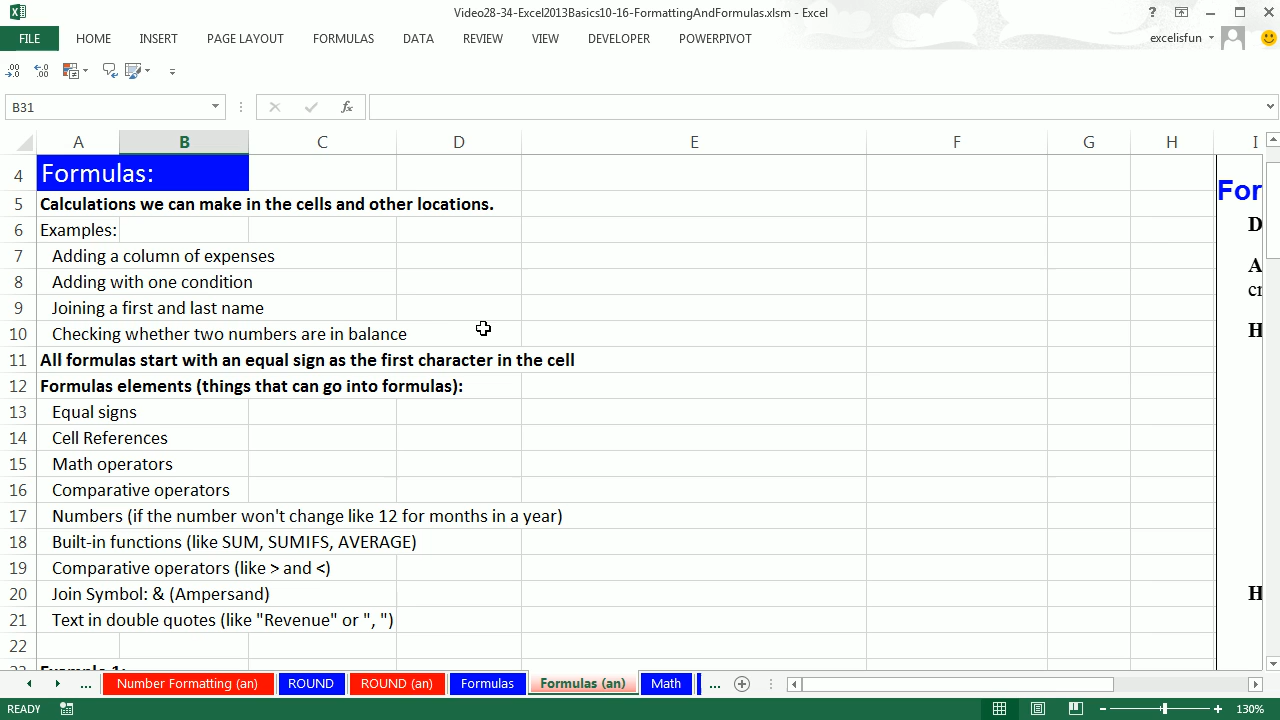 Video28-34-Excel2013Basics10-16-FormattingAndFormulas.xlsm - Excel
FILE HOME INSERT PAGE LAYOUT FORMULAS DATA REVIEW VIEW DEVELOPER POWERPIVOT excelisfun
B31 fx
A B C D E F G H I
4 Formulas: For
5 Calculations we can make in the cells and other locations. D
6 Examples:
7 Adding a column of expenses A
8 Adding with one condition cr
9 Joining a first and last name
10 Checking whether two numbers are in balance H
11 All formulas start with an equal sign as the first character in the cell
12 Formulas elements (things that can go into formulas):
13 Equal signs
14 Cell References
15 Math operators
16 Comparative operators
17 Numbers (if the number won't change like 12 for months in a year)
18 Built-in functions (like SUM, SUMIFS, AVERAGE)
19 Comparative operators (like > and <)
20 Join Symbol: & (Ampersand) H
21 Text in double quotes (like "Revenue" or ", ")
22
23 Example 1:
... Number Formatting (an) ROUND ROUND (an) Formulas Formulas (an) Math ...
READY 130%